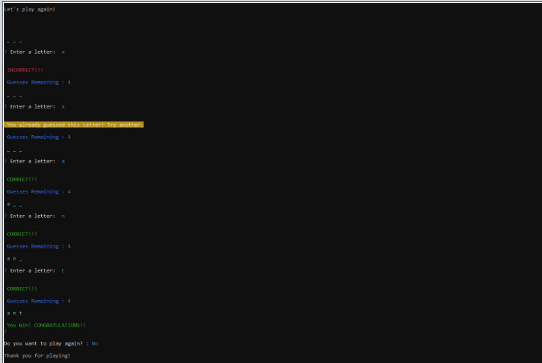 Let's play again!
_ _ _
? Enter a letter:
INCORRECT!!!
Guesses Remaining : 4
_ _ _
? Enter a letter:
You already guessed this letter! Try another.
Guesses Remaining : 4
_ _ _
? Enter a letter: a
CORRECT!!!
Guesses Remaining : 4
a _ _
? Enter a letter: n
CORRECT!!!
Guesses Remaining : 4
a n _
? Enter a letter: t
CORRECT!!!
Guesses Remaining : 4
a n t
You Win! CONGRATULATIONS!!
Do you want to play again? : No
Thank you for playing!